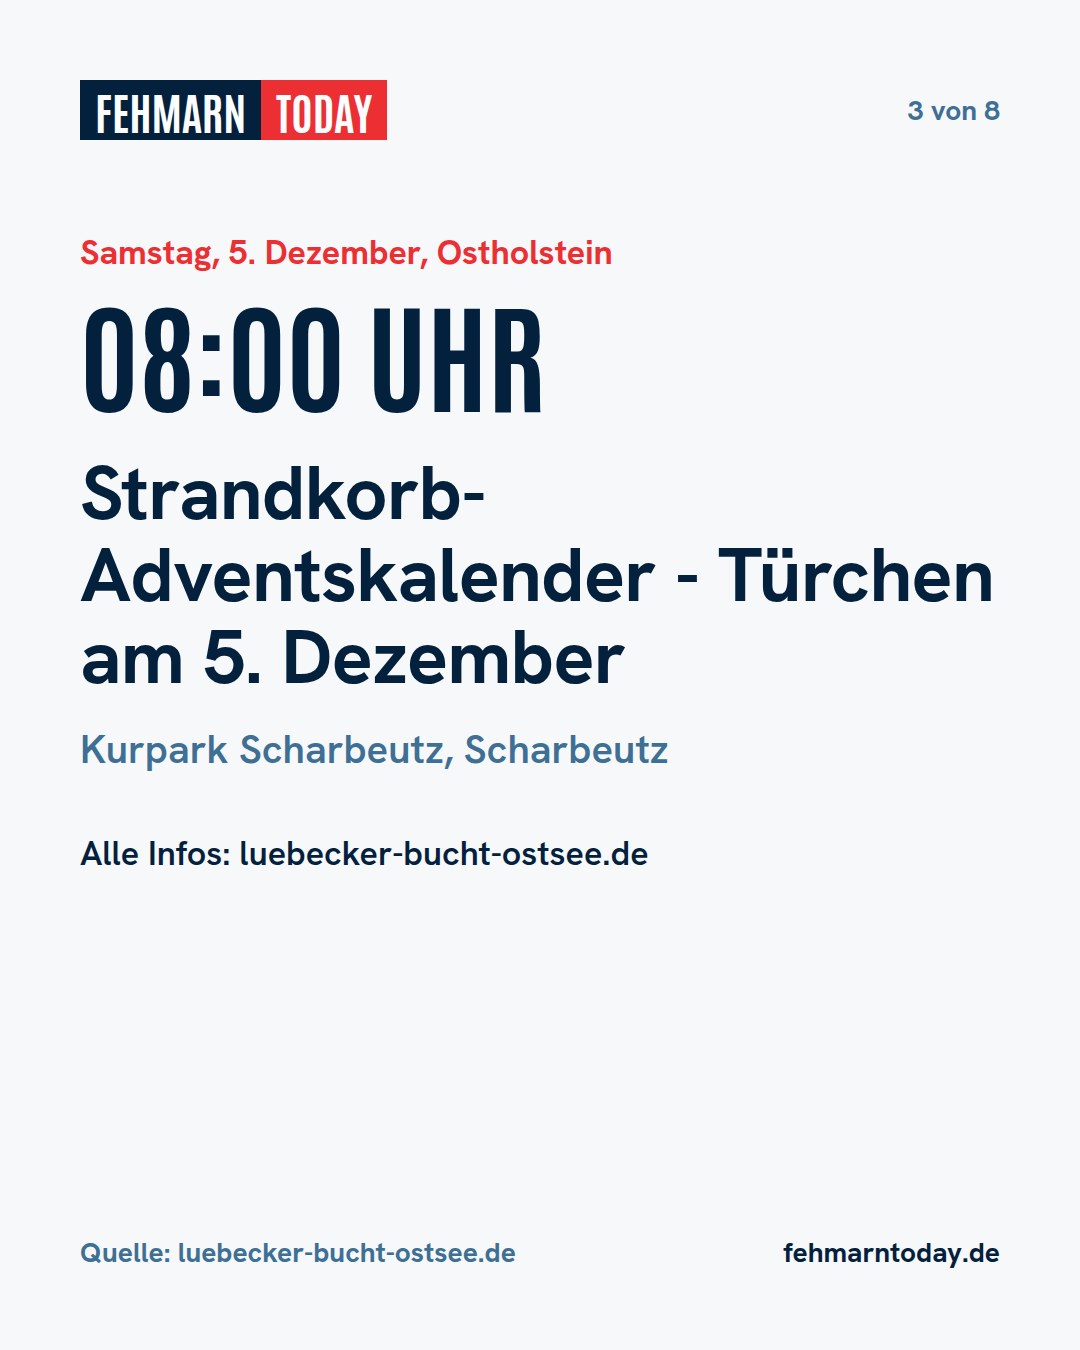 FEHMARN TODAY
3 von 8
Samstag, 5. Dezember, Ostholstein
08:00 UHR
Strandkorb-
Adventskalender - Türchen
am 5. Dezember
Kurpark Scharbeutz, Scharbeutz
Alle Infos: luebecker-bucht-ostsee.de
Quelle: luebecker-bucht-ostsee.de
fehmarntoday.de